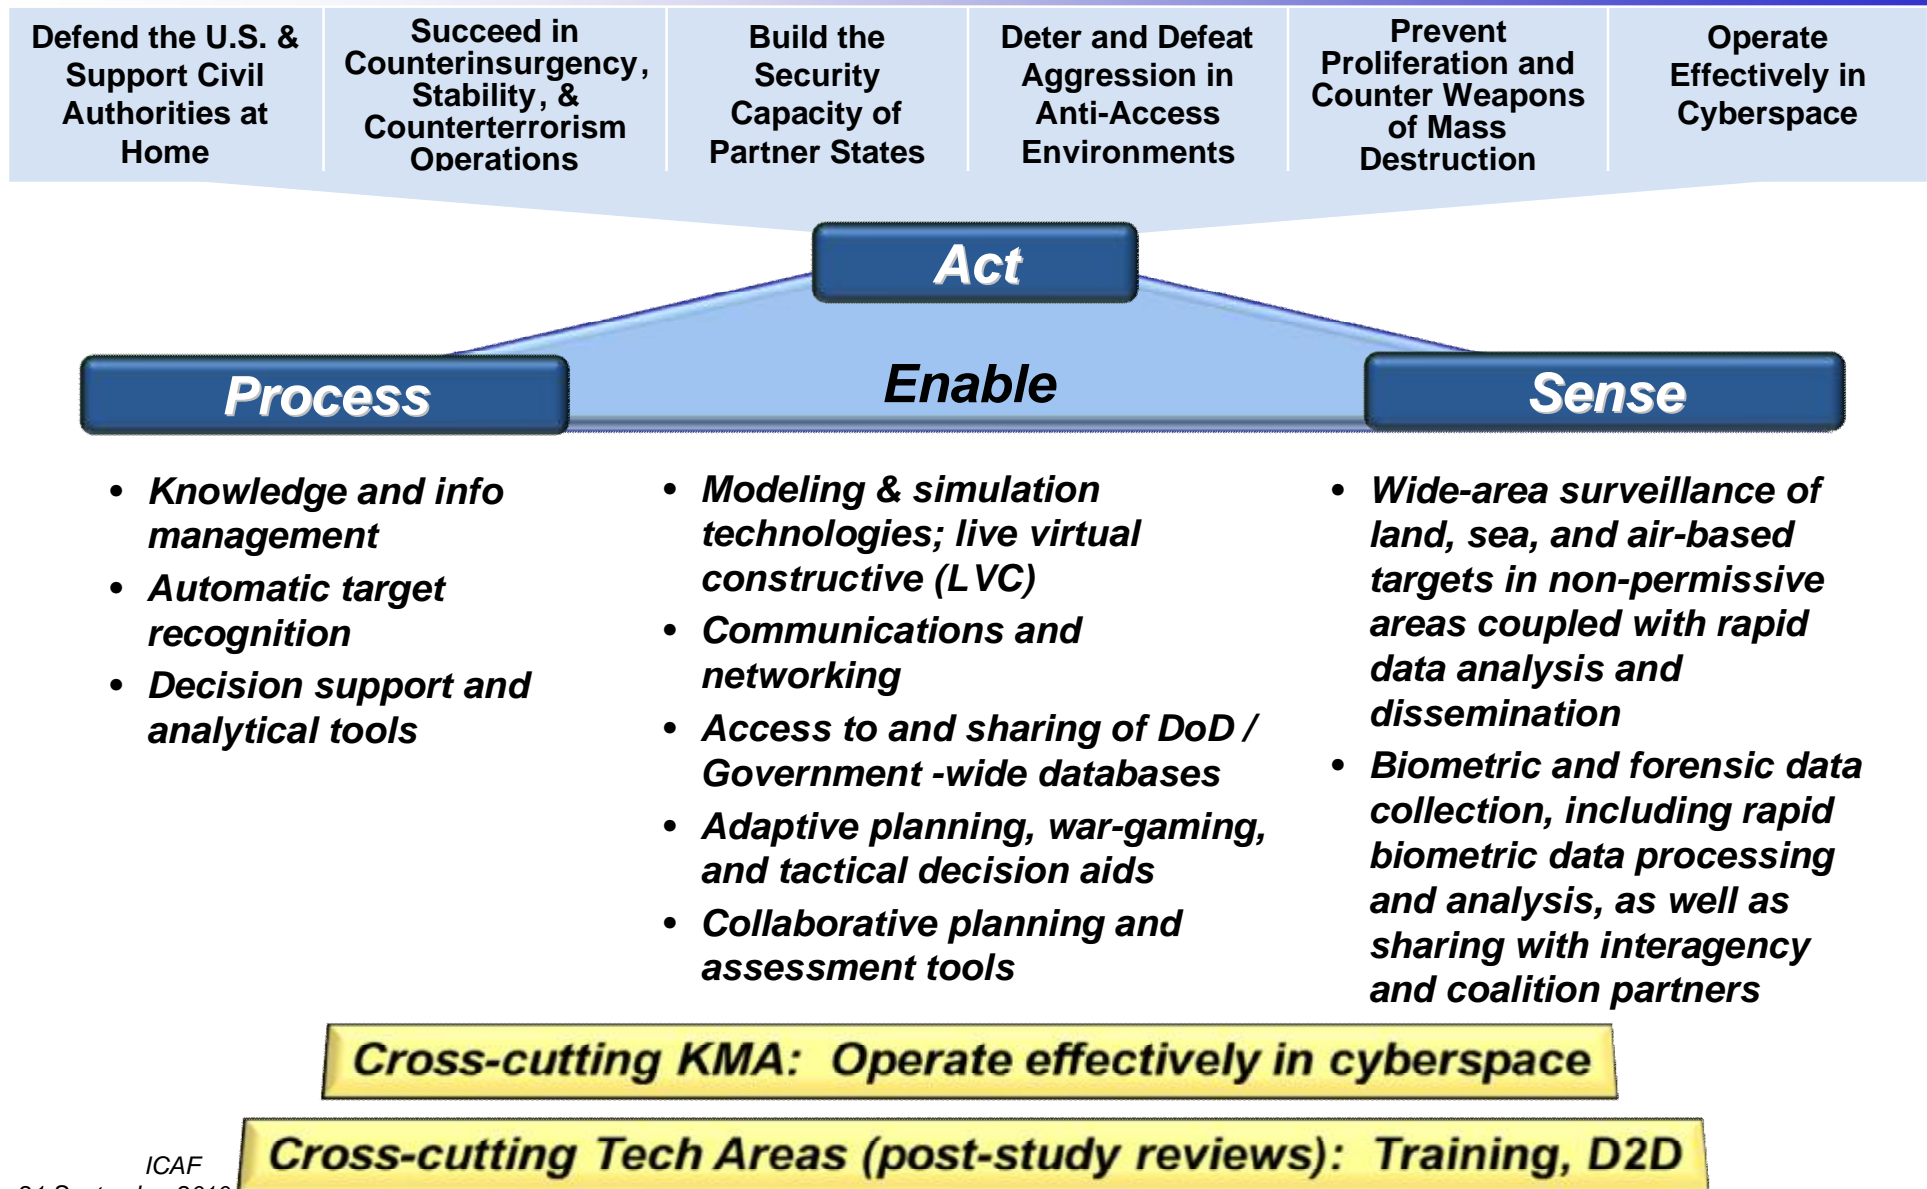 Defend the U.S. &
Support Civil
Authorities at
Home
Succeed in
Counterinsurgency,
Stability, &
Counterterrorism
Operations
Build the
Security
Capacity of
Partner States
Deter and Defeat
Aggression in
Anti-Access
Environments
Prevent
Proliferation and
Counter Weapons
of Mass
Destruction
Operate
Effectively in
Cyberspace
Act
Process
Enable
Sense
• Knowledge and info
management
• Automatic target
recognition
• Decision support and
analytical tools
• Modeling & simulation
technologies; live virtual
constructive (LVC)
• Communications and
networking
• Access to and sharing of DoD /
Government -wide databases
• Adaptive planning, war-gaming,
and tactical decision aids
• Collaborative planning and
assessment tools
• Wide-area surveillance of
land, sea, and air-based
targets in non-permissive
areas coupled with rapid
data analysis and
dissemination
• Biometric and forensic data
collection, including rapid
biometric data processing
and analysis, as well as
sharing with interagency
and coalition partners
Cross-cutting KMA: Operate effectively in cyberspace
Cross-cutting Tech Areas (post-study reviews): Training, D2D
ICAF
September